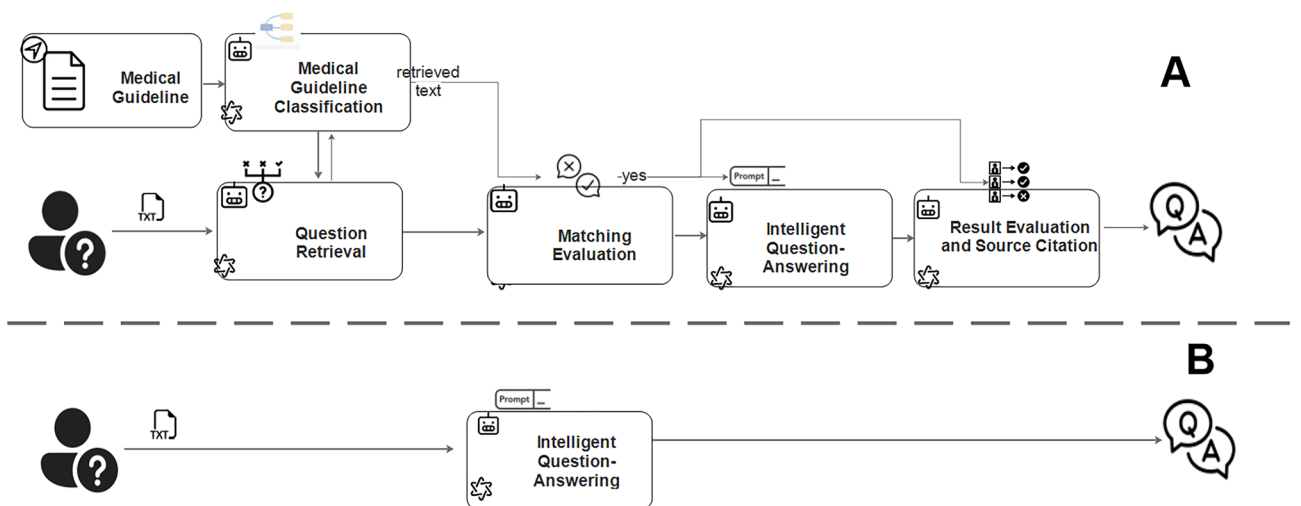 A
Medical
Guideline
Medical
Guideline
Classification
retrieved
text
-yes
Prompt _
TXT
?
?
Question
Retrieval
Matching
Evaluation
Intelligent
Question-
Answering
Result Evaluation
and Source Citation
Q
A
B
Prompt _
TXT
?
Intelligent
Question-
Answering
Q
A